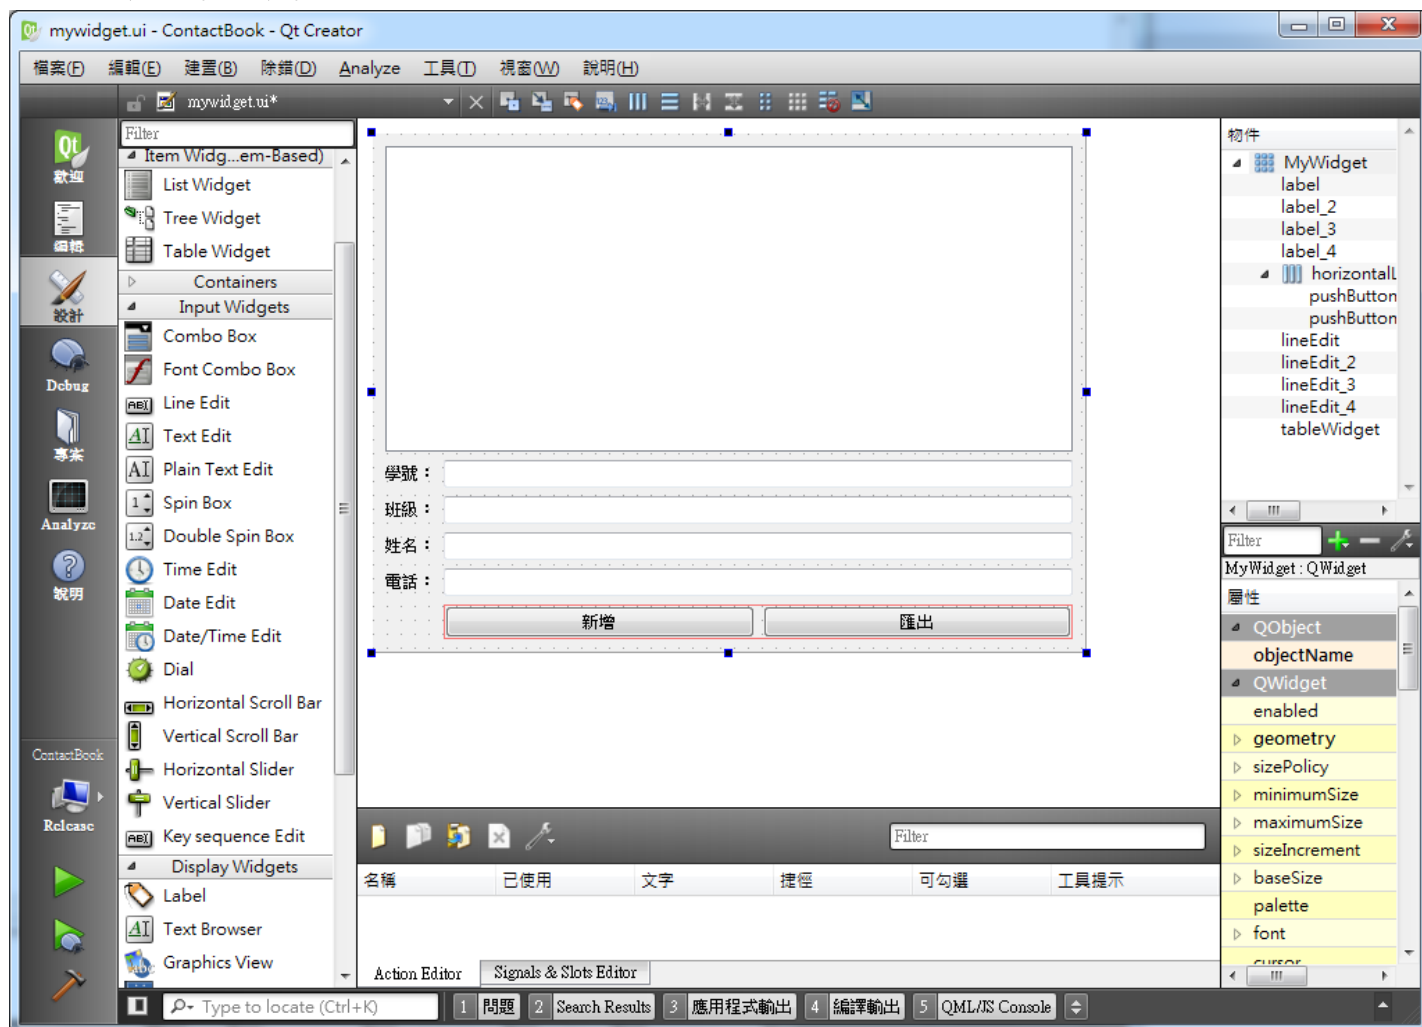 mywidget.ui - ContactBook - Qt Creator
檔案(F) 編輯(E) 建置(B) 除錯(D) Analyze 工具(T) 視窗(W) 說明(H)
mywidget.ui*
Qt
歡迎
編輯
設計
Debug
專案
Analyze
說明
ContactBook
Release
Filter
Item Widg...em-Based)
List Widget
Tree Widget
Table Widget
Containers
Input Widgets
Combo Box
Font Combo Box
Line Edit
Text Edit
Plain Text Edit
Spin Box
Double Spin Box
Time Edit
Date Edit
Date/Time Edit
Dial
Horizontal Scroll Bar
Vertical Scroll Bar
Horizontal Slider
Vertical Slider
Key sequence Edit
Display Widgets
Label
Text Browser
Graphics View
學號：
班級：
姓名：
電話：
新增 匯出
Filter
名稱 已使用 文字 捷徑 可勾選 工具提示
Action Editor Signals & Slots Editor
物件
MyWidget
label
label_2
label_3
label_4
horizontalL
pushButton
pushButton
lineEdit
lineEdit_2
lineEdit_3
lineEdit_4
tableWidget
Filter
MyWidget : QWidget
屬性
QObject
objectName
QWidget
enabled
geometry
sizePolicy
minimumSize
maximumSize
sizeIncrement
baseSize
palette
font
cursor
Type to locate (Ctrl+K) 1 問題 2 Search Results 3 應用程式輸出 4 編譯輸出 5 QML/JS Console